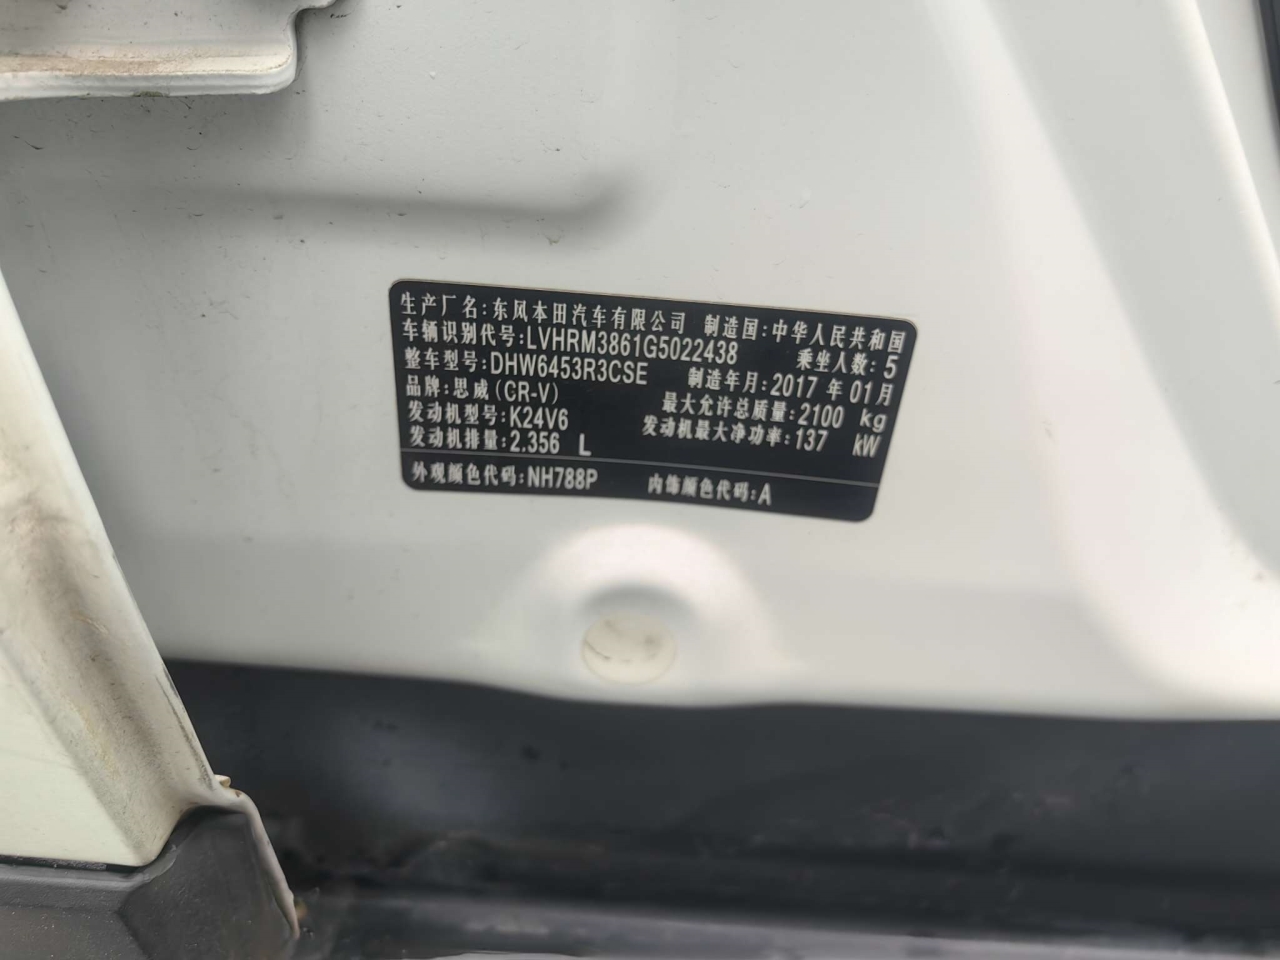 生产厂名:东风本田汽车有限公司 制造国:中华人民共和国
车辆识别代号:LVHRM3861G5022438 乘坐人数:5
整车型号:DHW6453R3CSE 制造年月:2017 年 01月
品牌:思威(CR-V) 最大允许总质量:2100 kg
发动机型号:K24V6 发动机最大净功率:137 kW
发动机排量:2.356 L
外观颜色代码:NH788P 内饰颜色代码:A